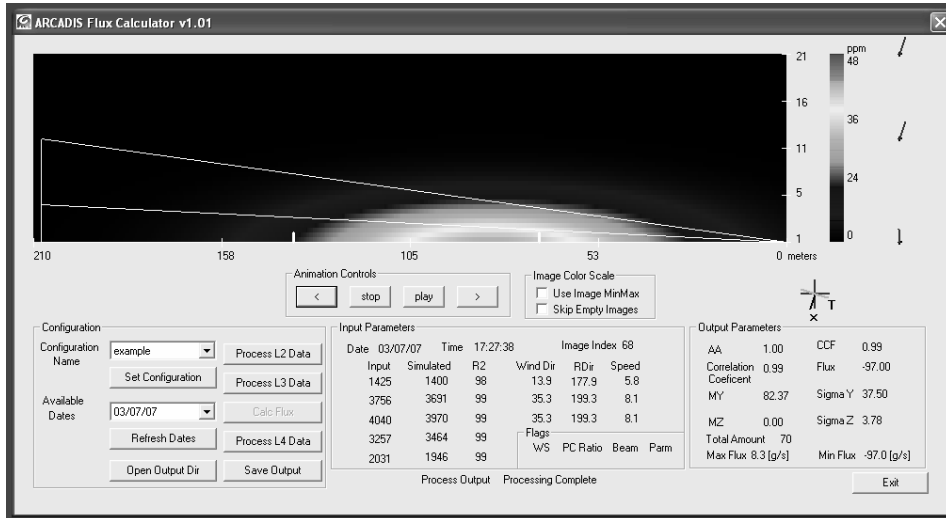 ARCADIS Flux Calculator v1.01
ppm
21
48
16
36
11
24
5
1
0
210
158
105
53
0 meters
Animation Controls
<
stop
play
>
Image Color Scale
Use Image MinMax
Skip Empty Images
T
x
Configuration
Configuration Name
example
Process L2 Data
Set Configuration
Process L3 Data
Available Dates
03/07/07
Calc Flux
Refresh Dates
Process L4 Data
Open Output Dir
Save Output
Input Parameters
Date 03/07/07 Time 17:27:38 Image Index 68
Input Simulated R2 Wind Dir RDir Speed
1425 1400 98 13.9 177.9 5.8
3756 3691 99 35.3 199.3 8.1
4040 3970 99 35.3 199.3 8.1
3257 3464 99
2031 1946 99
Flags
WS PC Ratio Beam Parm
Process Output Processing Complete
Output Parameters
AA 1.00 CCF 0.99
Correlation Coeficent 0.99 Flux -97.00
MY 82.37 Sigma Y 37.50
MZ 0.00 Sigma Z 3.78
Total Amount 70
Max Flux 8.3 [g/s] Min Flux -97.0 [g/s]
Exit